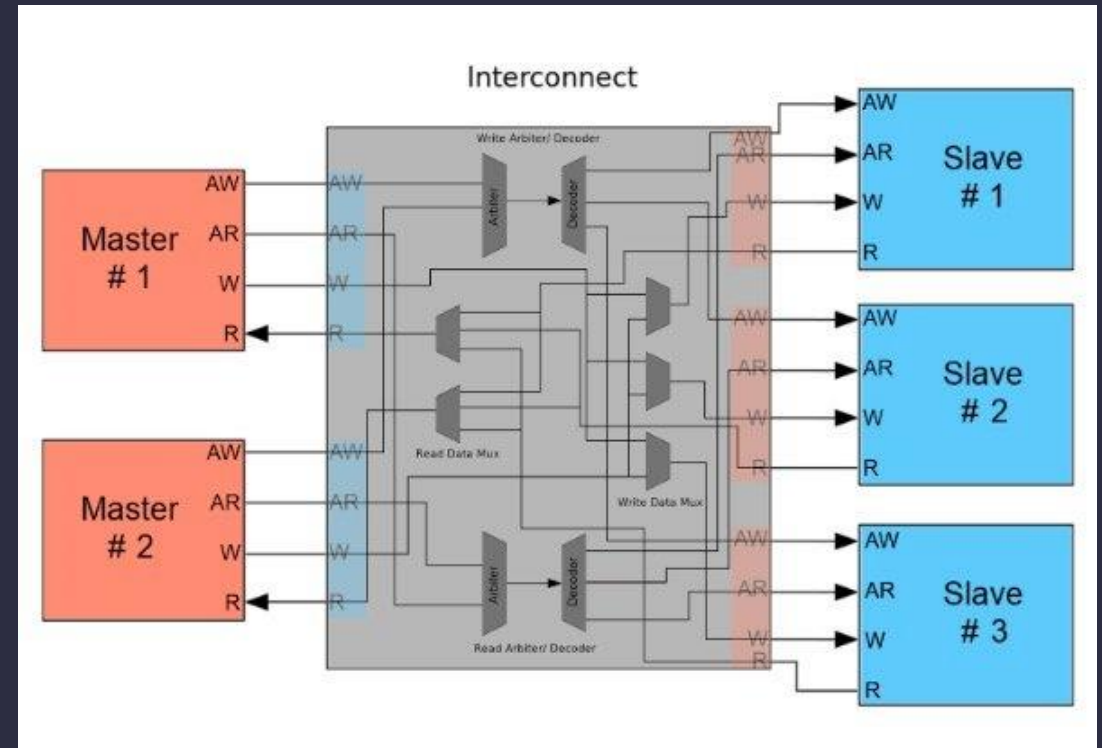 Interconnect
Write Arbiter/ Decoder
Master
# 1
AW
AR
W
R
Master
# 2
AW
AR
W
R
AW
AR
W
R
AW
AR
W
R
Arbiter
Decoder
Read Data Mux
Write Data Mux
Arbiter
Decoder
Read Arbiter/ Decoder
AW
AR
W
R
AW
AR
W
R
AW
AR
W
R
AW
AR
W
R
Slave
# 1
AW
AR
W
R
Slave
# 2
AW
AR
W
R
Slave
# 3